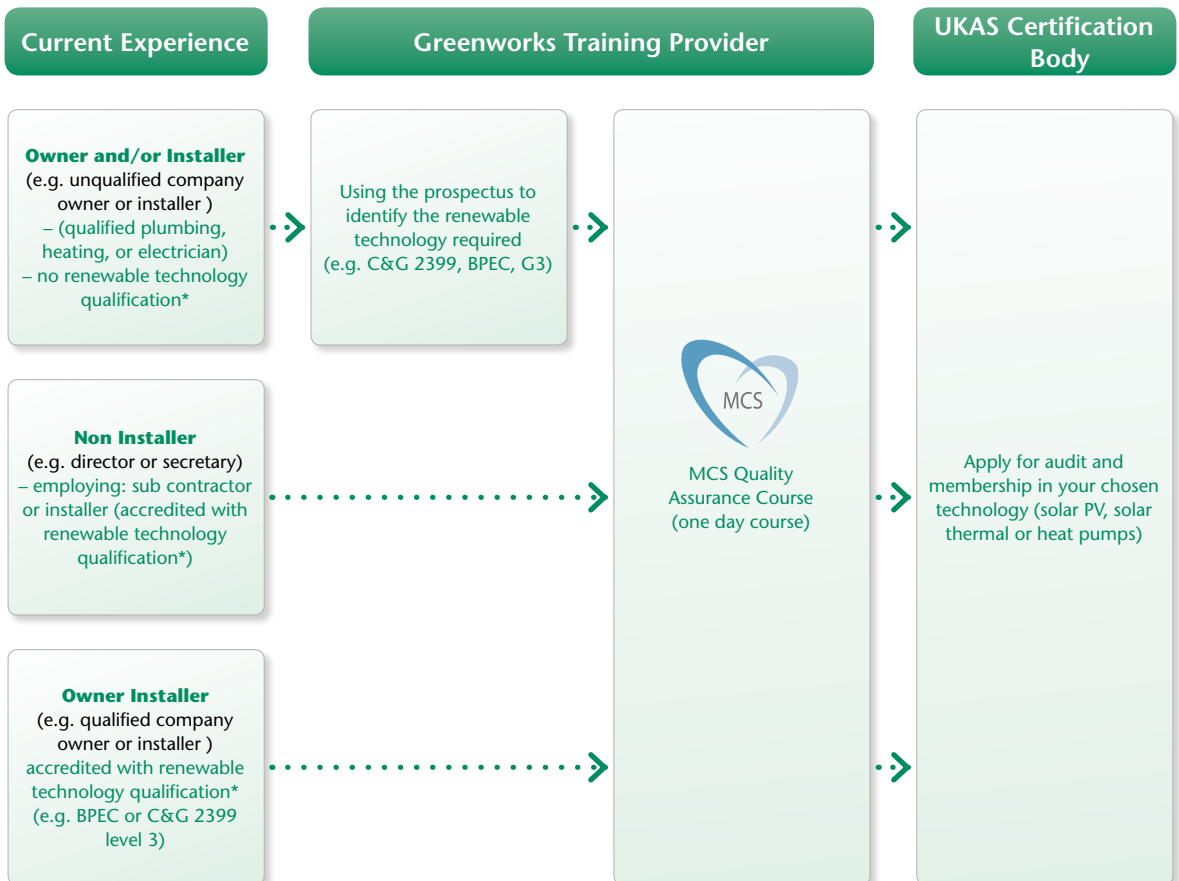 Current Experience
Greenworks Training Provider
UKAS Certification
Body
Owner and/or Installer
(e.g. unqualified company
owner or installer )
– (qualified plumbing,
heating, or electrician)
– no renewable technology
qualification*
Using the prospectus to
identify the renewable
technology required
(e.g. C&G 2399, BPEC, G3)
Non Installer
(e.g. director or secretary)
– employing: sub contractor
or installer (accredited with
renewable technology
qualification*)
Owner Installer
(e.g. qualified company
owner or installer )
accredited with renewable
technology qualification*
(e.g. BPEC or C&G 2399
level 3)
MCS
MCS Quality
Assurance Course
(one day course)
Apply for audit and
membership in your chosen
technology (solar PV, solar
thermal or heat pumps)